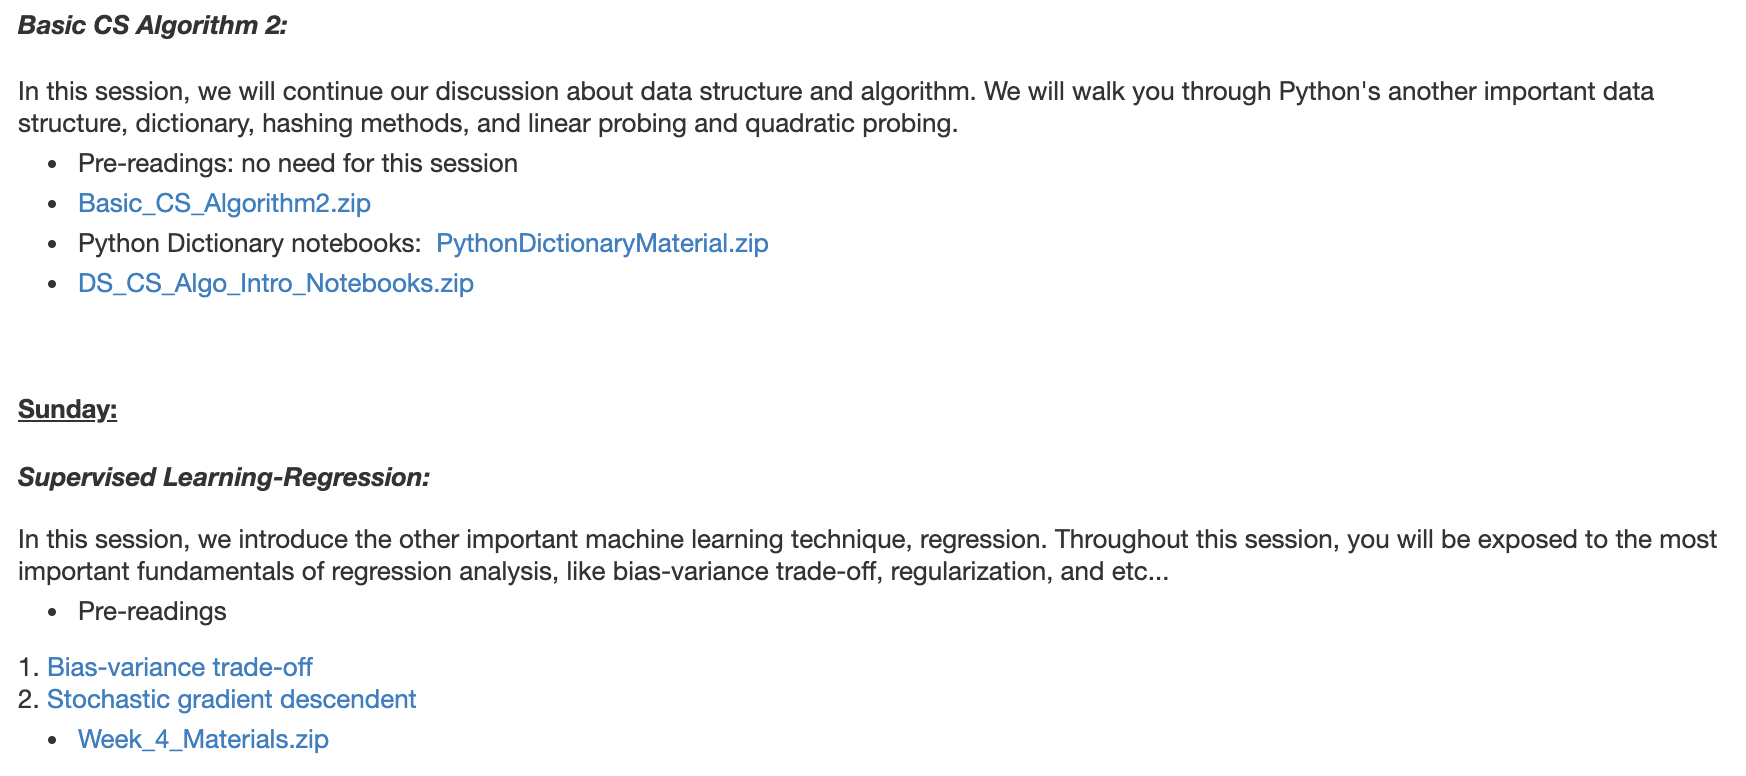 Basic CS Algorithm 2:
In this session, we will continue our discussion about data structure and algorithm. We will walk you through Python's another important data
structure, dictionary, hashing methods, and linear probing and quadratic probing.
• Pre-readings: no need for this session
• Basic_CS_Algorithm2.zip
• Python Dictionary notebooks: PythonDictionaryMaterial.zip
• DS_CS_Algo_Intro_Notebooks.zip
Sunday:
Supervised Learning-Regression:
In this session, we introduce the other important machine learning technique, regression. Throughout this session, you will be exposed to the most
important fundamentals of regression analysis, like bias-variance trade-off, regularization, and etc...
• Pre-readings
1. Bias-variance trade-off
2. Stochastic gradient descendent
• Week_4_Materials.zip